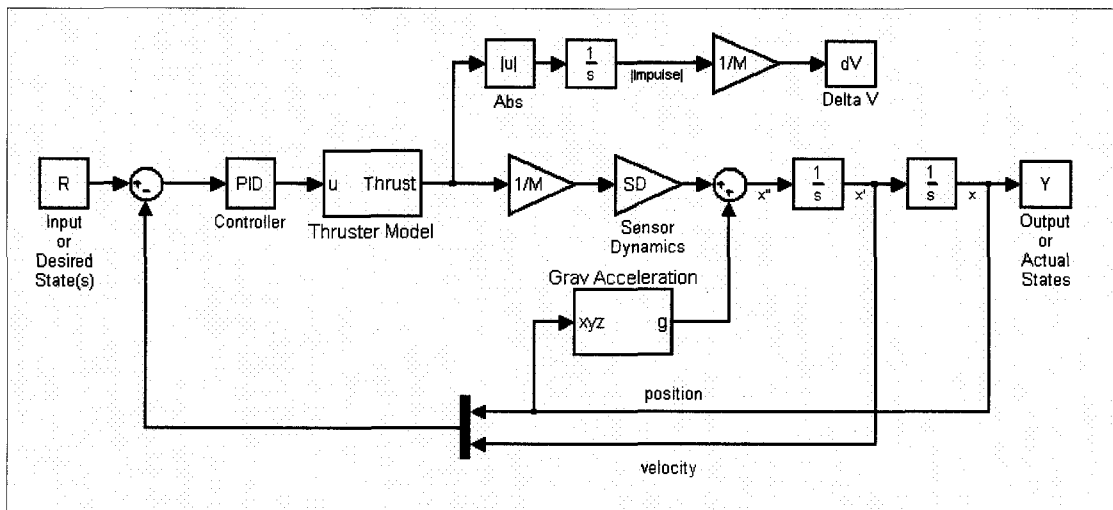 |u|
Abs
1
s
|Impulse|
1/M
dV
Delta V
R
Input
or
Desired
State(s)
+
-
PID
Controller
u
Thrust
Thruster Model
1/M
SD
Sensor
Dynamics
+
+
x''
1
s
x'
1
s
x
Y
Output
or
Actual
States
Grav Acceleration
xyz
g
position
velocity